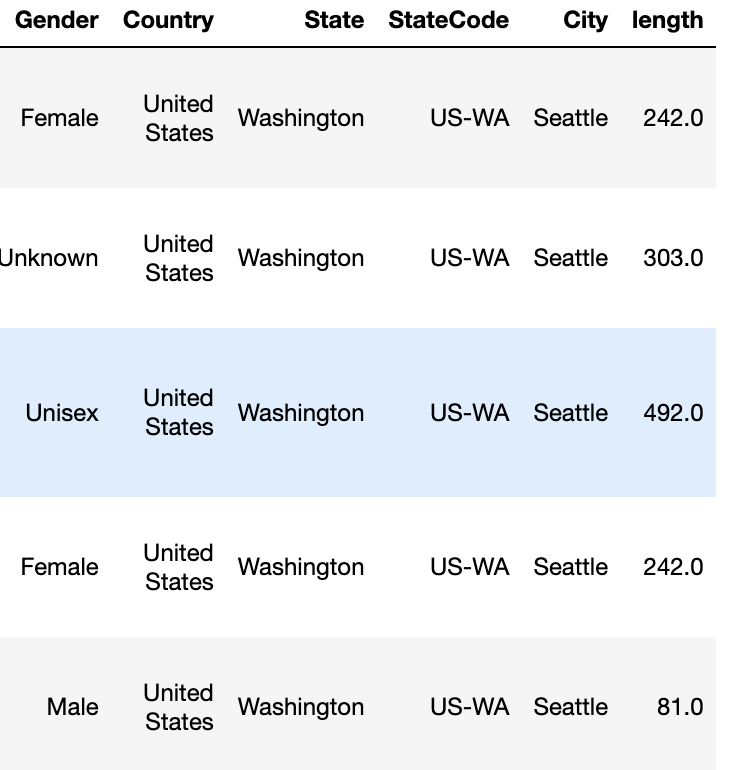 Gender Country State StateCode City length
Female United States Washington US-WA Seattle 242.0
Unknown United States Washington US-WA Seattle 303.0
Unisex United States Washington US-WA Seattle 492.0
Female United States Washington US-WA Seattle 242.0
Male United States Washington US-WA Seattle 81.0